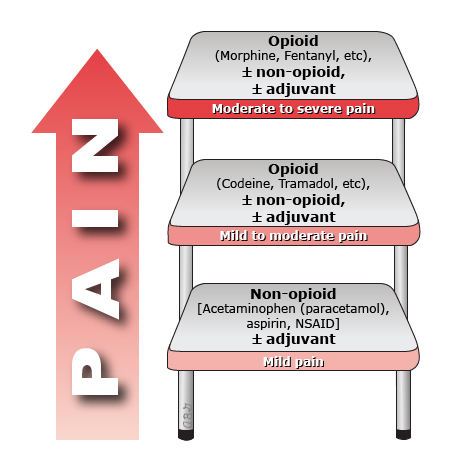 Opioid
(Morphine, Fentanyl, etc),
± non-opioid,
± adjuvant
Moderate to severe pain
Opioid
(Codeine, Tramadol, etc),
± non-opioid,
± adjuvant
Mild to moderate pain
Non-opioid
[Acetaminophen (paracetamol),
aspirin, NSAID]
± adjuvant
Mild pain
PAIN